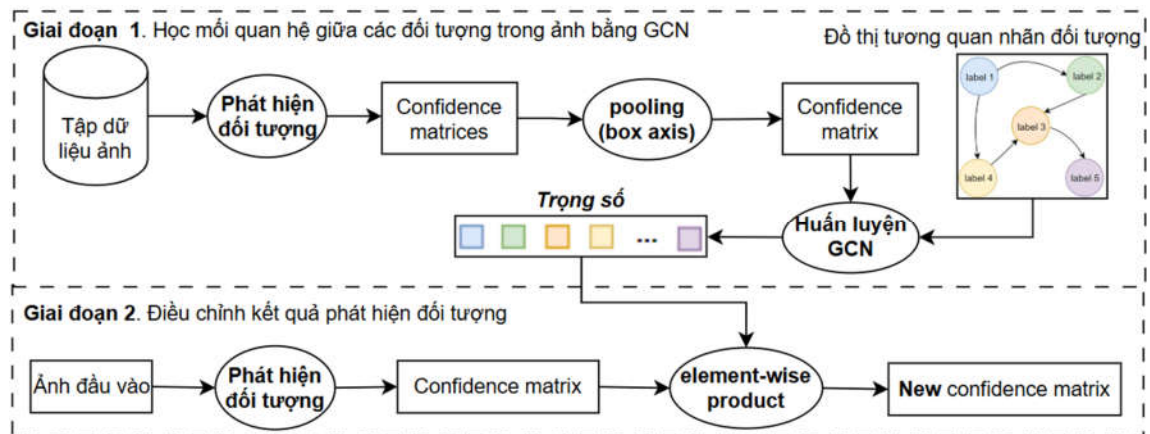 Giai đoạn 1. Học mối quan hệ giữa các đối tượng trong ảnh bằng GCN
Đồ thị tương quan nhãn đối tượng
Tập dữ
liệu ảnh
Phát hiện
đối tượng
Confidence
matrices
pooling
(box axis)
Confidence
matrix
label 1
label 2
label 3
label 4
label 5
Trọng số
...
Huấn luyện
GCN
Giai đoạn 2. Điều chỉnh kết quả phát hiện đối tượng
Ảnh đầu vào
Phát hiện
đối tượng
Confidence matrix
element-wise
product
New confidence matrix